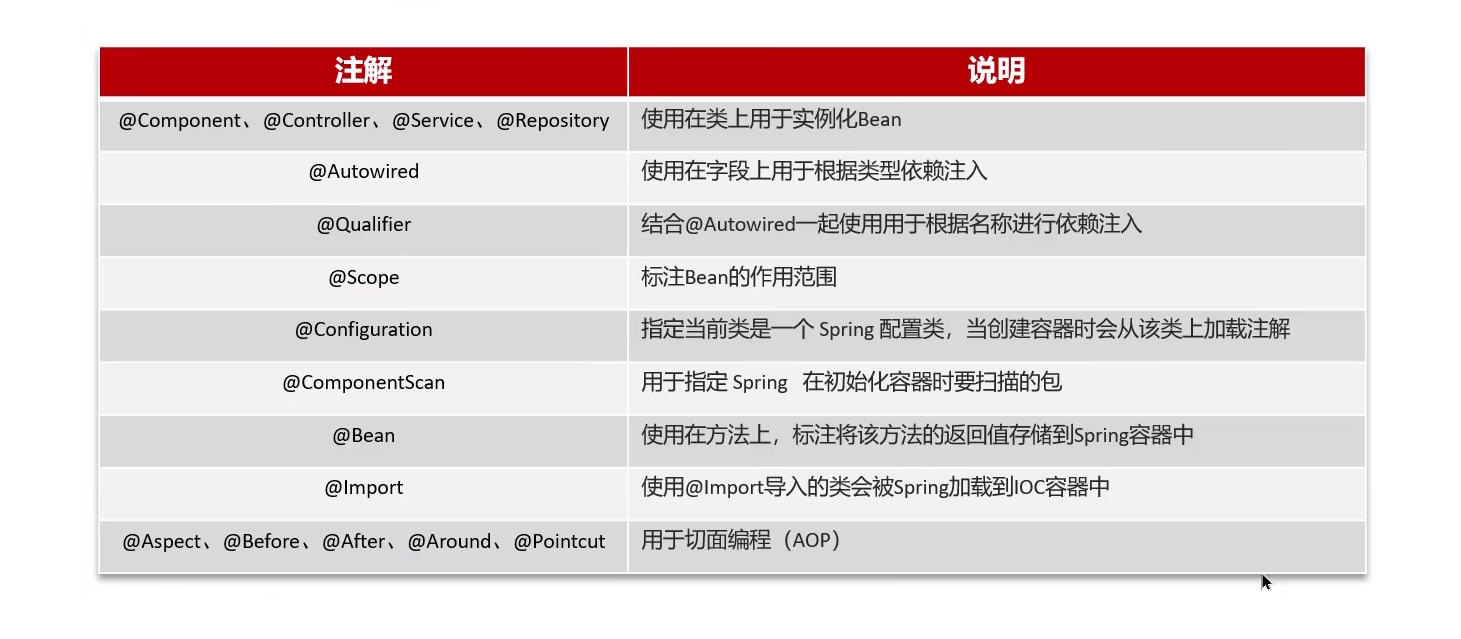 注解 说明
@Component、@Controller、@Service、@Repository 使用在类上用于实例化Bean
@Autowired 使用在字段上用于根据类型依赖注入
@Qualifier 结合@Autowired一起使用用于根据名称进行依赖注入
@Scope 标注Bean的作用范围
@Configuration 指定当前类是一个 Spring 配置类，当创建容器时会从该类上加载注解
@ComponentScan 用于指定 Spring 在初始化容器时要扫描的包
@Bean 使用在方法上，标注将该方法的返回值存储到Spring容器中
@Import 使用@Import导入的类会被Spring加载到IOC容器中
@Aspect、@Before、@After、@Around、@Pointcut 用于切面编程（AOP）